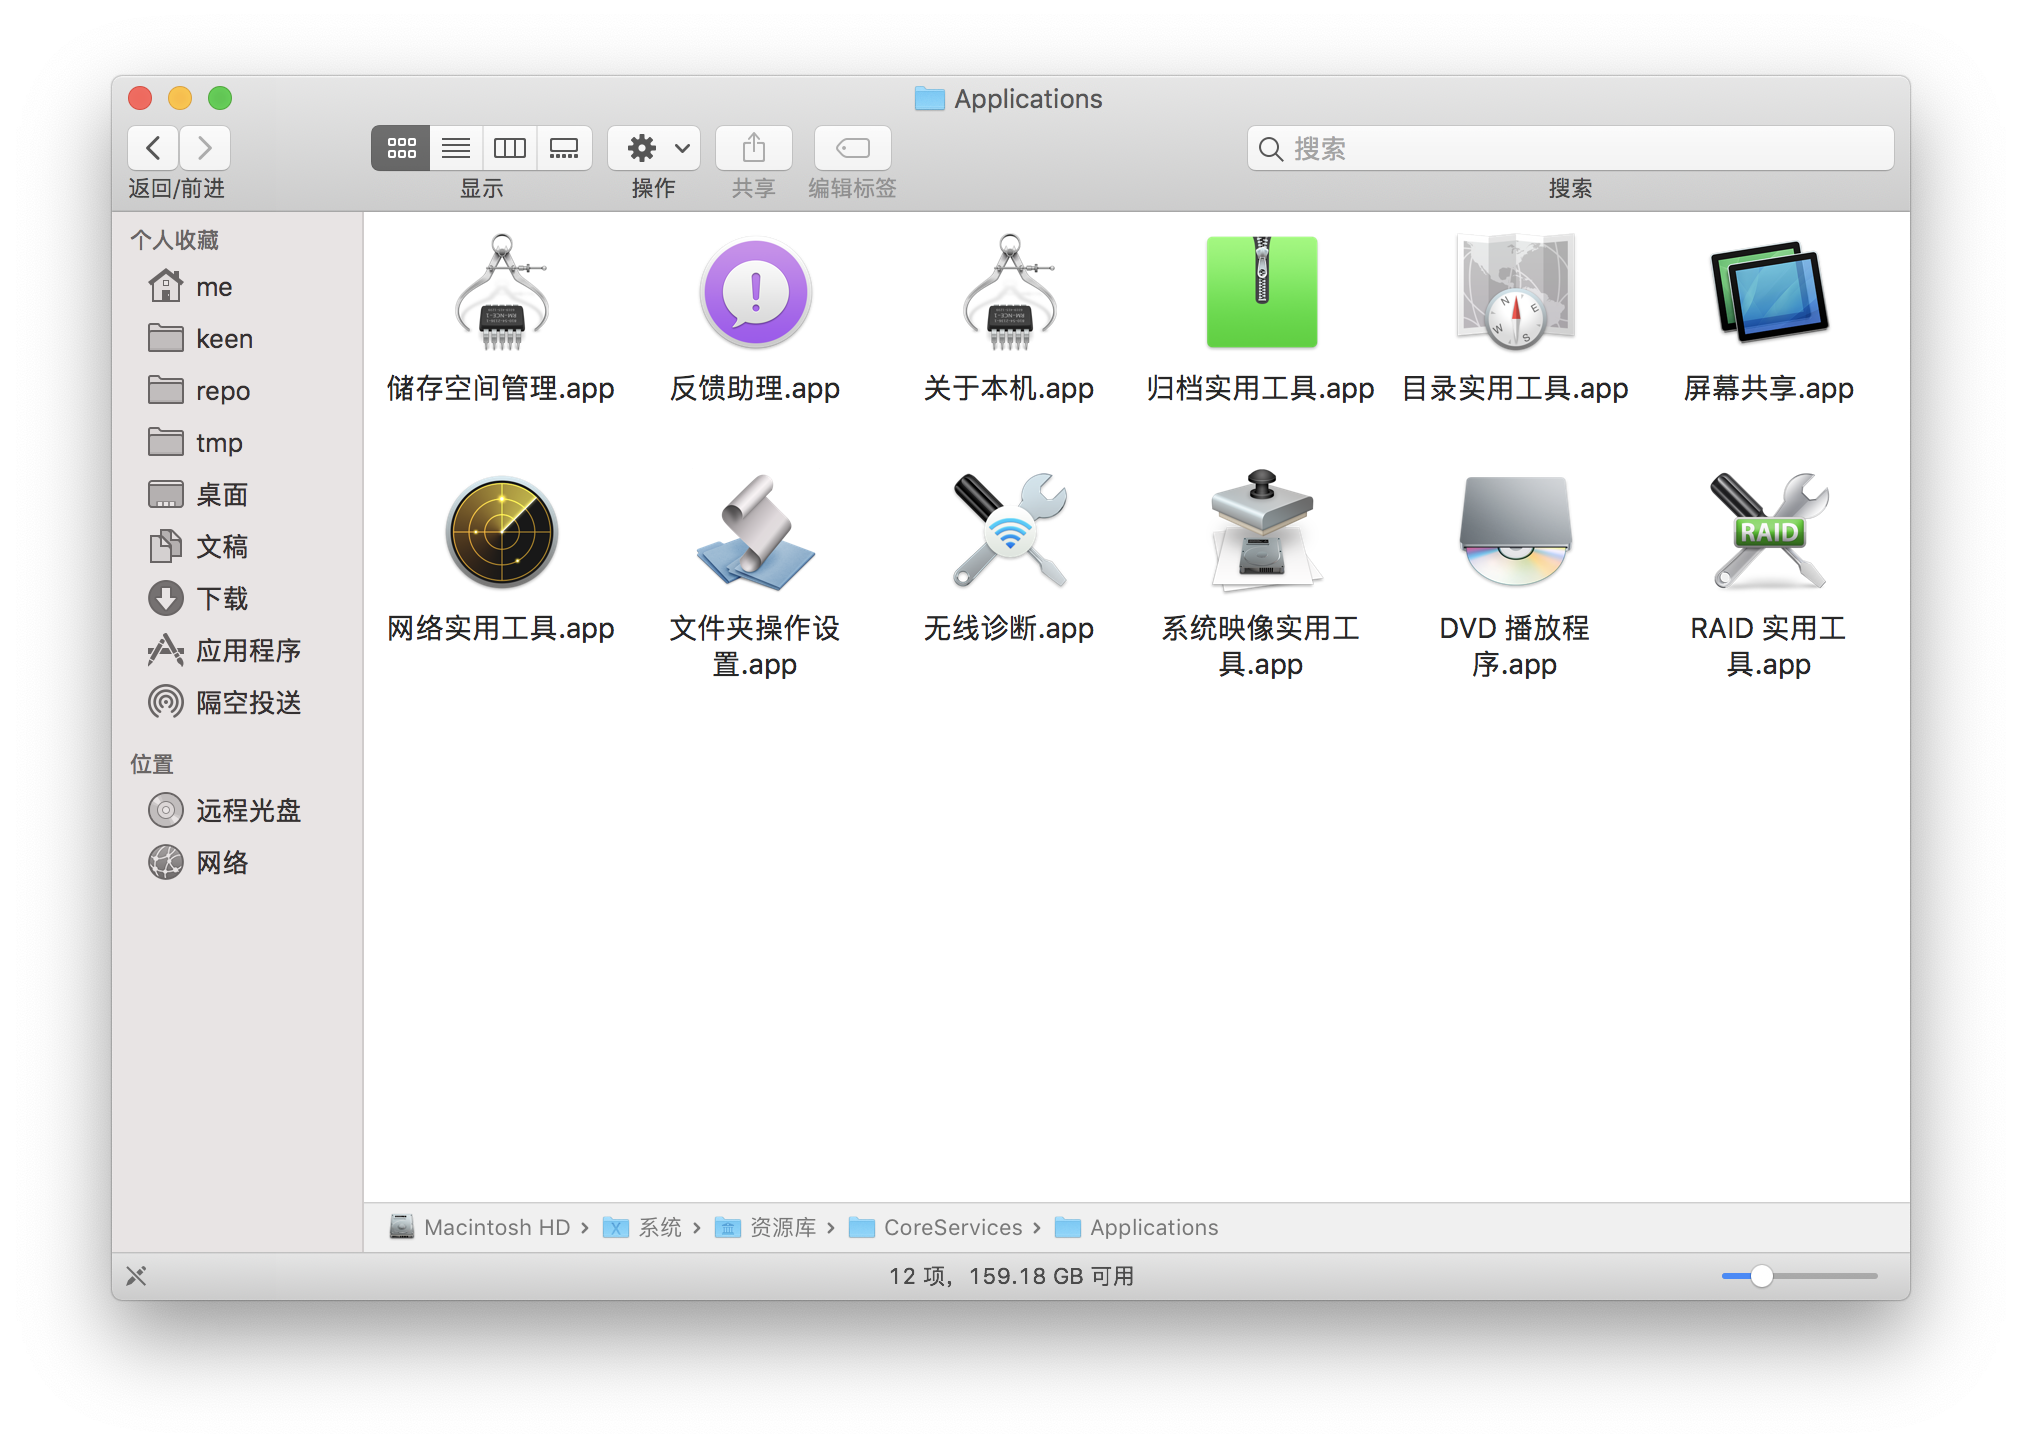 Applications
搜索
返回/前进
显示
操作
共享
编辑标签
搜索
个人收藏
me
keen
repo
tmp
桌面
文稿
下载
应用程序
隔空投送
位置
远程光盘
网络
储存空间管理.app
反馈助理.app
关于本机.app
归档实用工具.app
目录实用工具.app
屏幕共享.app
网络实用工具.app
文件夹操作设
置.app
无线诊断.app
系统映像实用工
具.app
DVD 播放程
序.app
RAID
RAID 实用工
具.app
Macintosh HD › 系统 › 资源库 › CoreServices › Applications
12 项，159.18 GB 可用